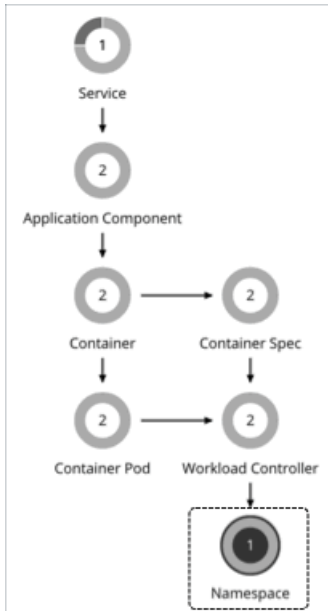 1
Service
2
Application Component
2 2
Container Container Spec
2 2
Container Pod Workload Controller
1
Namespace